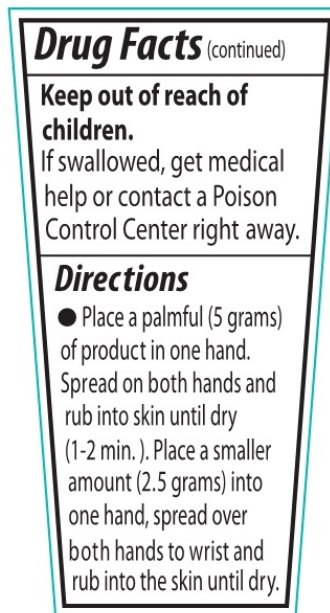 Drug Facts (continued)
Keep out of reach of
children.
If swallowed, get medical
help or contact a Poison
Control Center right away.
Directions
● Place a palmful (5 grams)
of product in one hand.
Spread on both hands and
rub into skin until dry
(1-2 min. ). Place a smaller
amount (2.5 grams) into
one hand, spread over
both hands to wrist and
rub into the skin until dry.